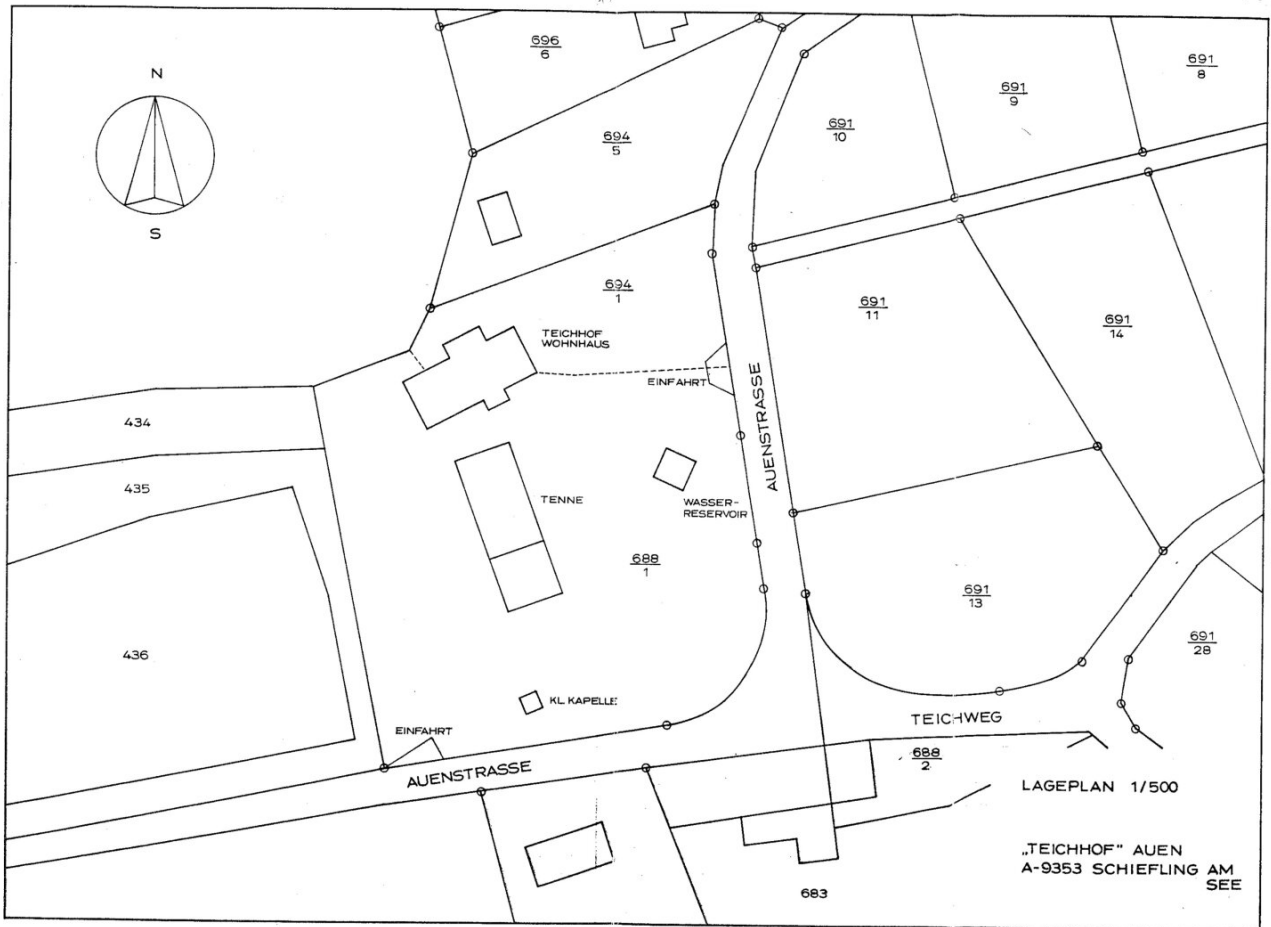 N
S
696
6
694
5
691
10
691
9
691
8
694
1
691
11
691
14
TEICHHOF
WOHNHAUS
EINFAHRT
AUENSTRASSE
434
435
436
TENNE
WASSER-
RESERVOIR
688
1
691
13
691
28
KL. KAPELLE
EINFAHRT
AUENSTRASSE
TEICHWEG
688
2
683
LAGEPLAN 1/500
„TEICHHOF" AUEN
A-9353 SCHIEFLING AM
SEE